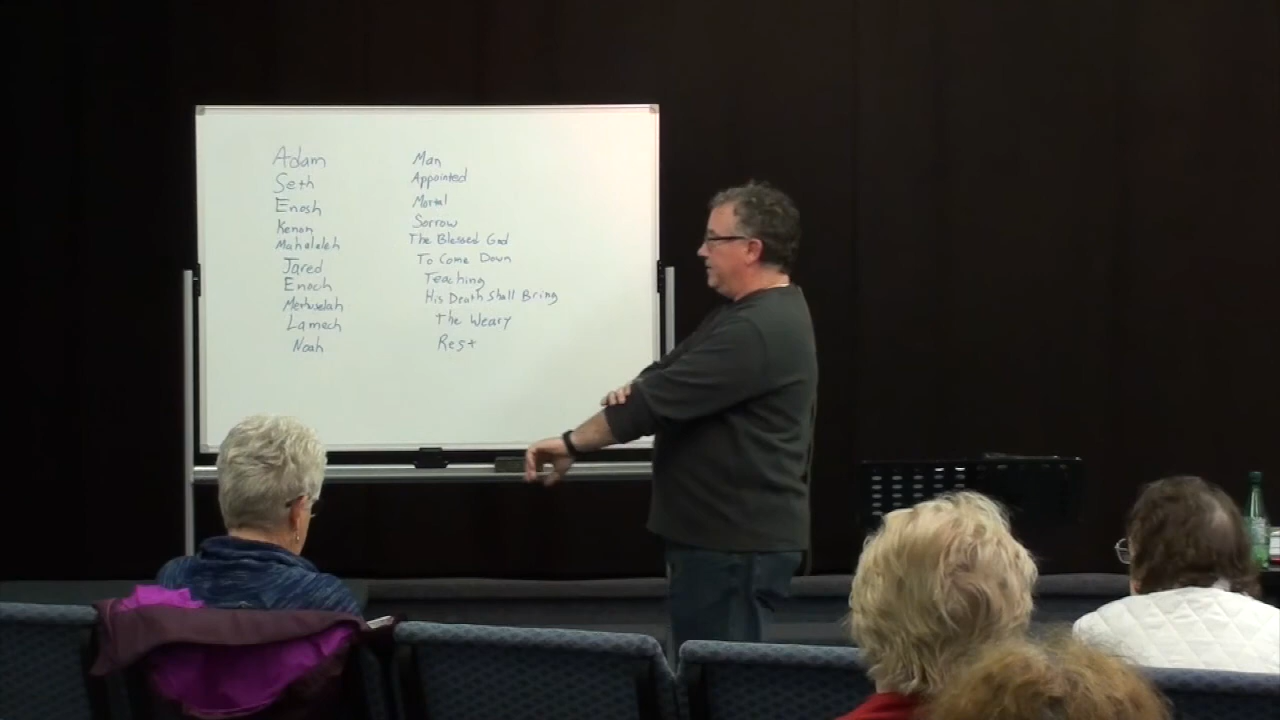 Adam Man
Seth Appointed
Enosh Mortal
Kenan Sorrow
Mahaleleh The Blessed God
Jared To Come Down
Enoch Teaching
Methuselah His Death Shall Bring
Lamech the Weary
Noah Rest